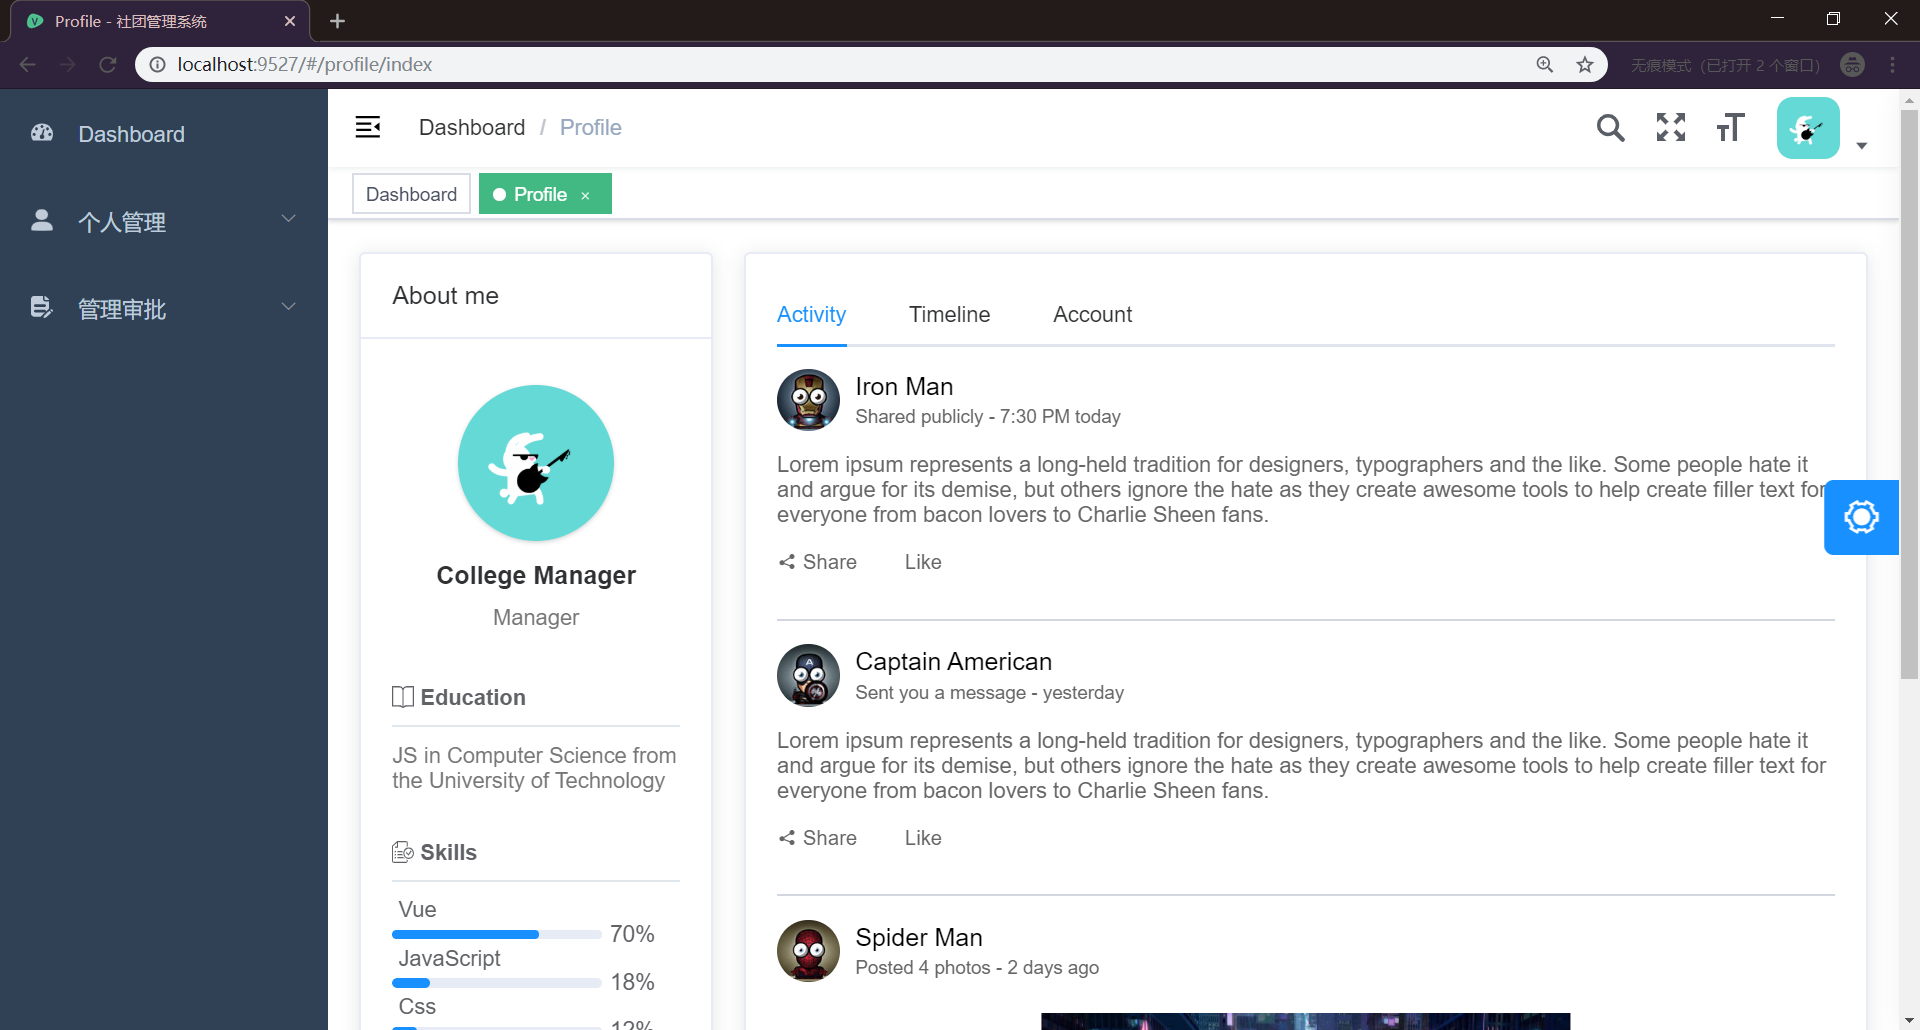 Profile - 社团管理系统
localhost:9527/#/profile/index
无痕模式 (已打开 2 个窗口)
Dashboard
个人管理
管理审批
Dashboard / Profile
Dashboard
Profile ×
About me
College Manager
Manager
Education
JS in Computer Science from
the University of Technology
Skills
Vue
70%
JavaScript
18%
Css
12%
Activity Timeline Account
Iron Man
Shared publicly - 7:30 PM today
Lorem ipsum represents a long-held tradition for designers, typographers and the like. Some people hate it
and argue for its demise, but others ignore the hate as they create awesome tools to help create filler text for
everyone from bacon lovers to Charlie Sheen fans.
Share Like
Captain American
Sent you a message - yesterday
Lorem ipsum represents a long-held tradition for designers, typographers and the like. Some people hate it
and argue for its demise, but others ignore the hate as they create awesome tools to help create filler text for
everyone from bacon lovers to Charlie Sheen fans.
Share Like
Spider Man
Posted 4 photos - 2 days ago